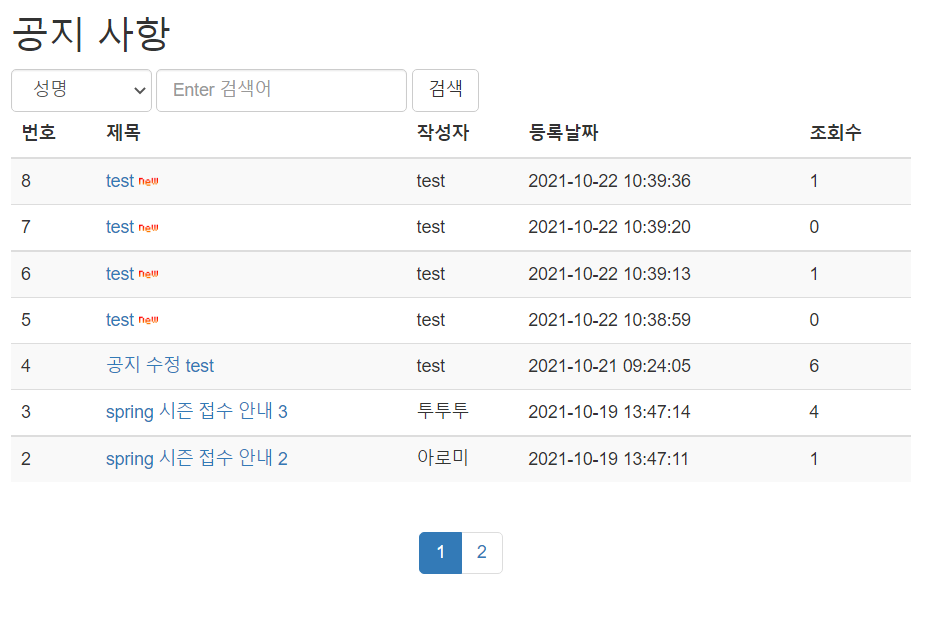 공지 사항
성명 Enter 검색어 검색
번호 제목 작성자 등록날짜 조회수
8 test new test 2021-10-22 10:39:36 1
7 test new test 2021-10-22 10:39:20 0
6 test new test 2021-10-22 10:39:13 1
5 test new test 2021-10-22 10:38:59 0
4 공지 수정 test test 2021-10-21 09:24:05 6
3 spring 시즌 접수 안내 3 투투투 2021-10-19 13:47:14 4
2 spring 시즌 접수 안내 2 아로미 2021-10-19 13:47:11 1
1 2